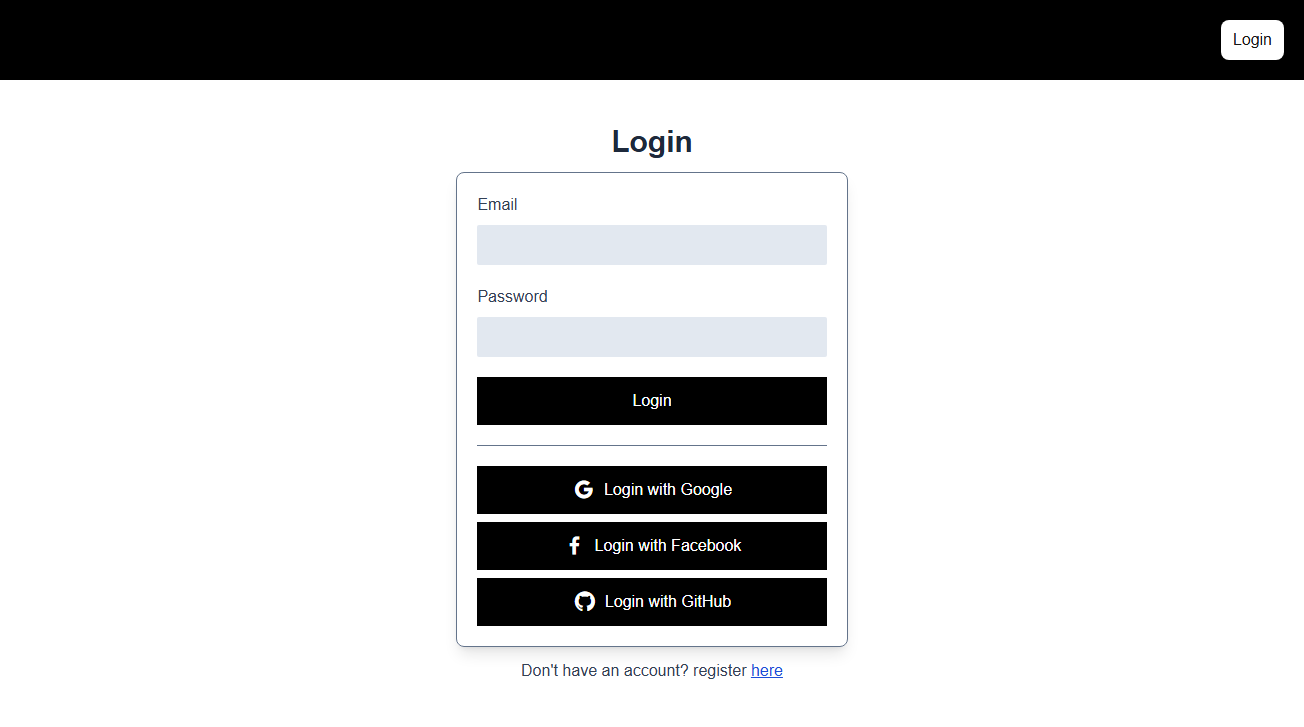 Login
Login
Email
Password
Login
Login with Google
Login with Facebook
Login with GitHub
Don't have an account? register here